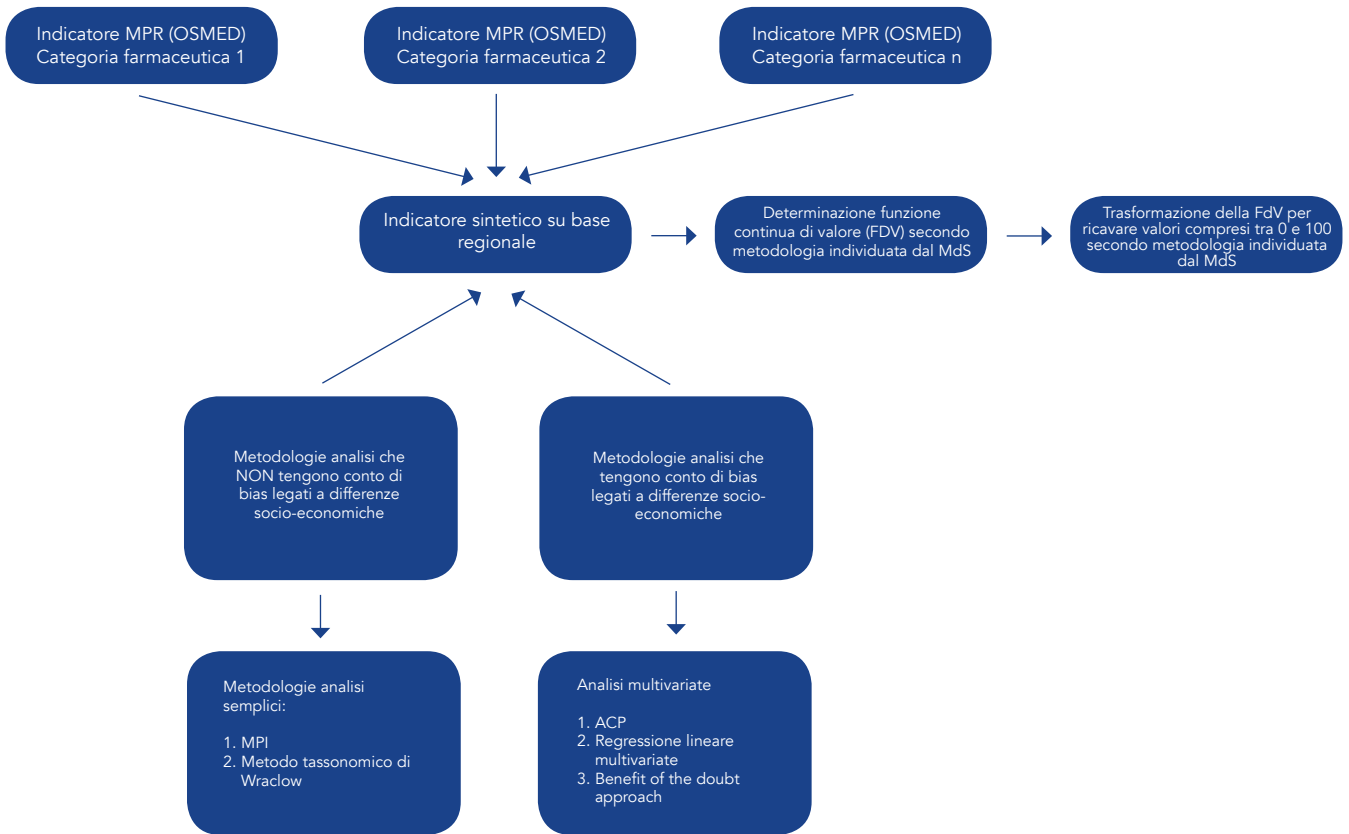 Indicatore MPR (OSMED)
Categoria farmaceutica 1
Indicatore MPR (OSMED)
Categoria farmaceutica 2
Indicatore MPR (OSMED)
Categoria farmaceutica n
Indicatore sintetico su base
regionale
Determinazione funzione
continua di valore (FDV) secondo
metodologia individuata dal MdS
Trasformazione della FdV per
ricavare valori compresi tra 0 e 100
secondo metodologia individuata
dal MdS
Metodologie analisi che
NON tengono conto di
bias legati a differenze
socio-economiche
Metodologie analisi che
tengono conto di bias
legati a differenze socio-
economiche
Metodologie analisi
semplici:
1. MPI
2. Metodo tassonomico di
Wraclow
Analisi multivariate
1. ACP
2. Regressione lineare
multivariate
3. Benefit of the doubt
approach